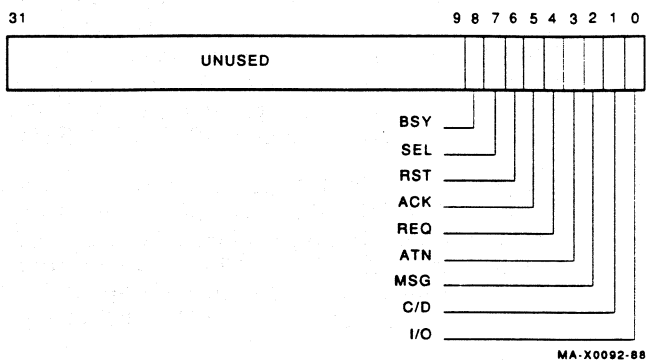 31 9 8 7 6 5 4 3 2 1 0
UNUSED
BSY
SEL
RST
ACK
REQ
ATN
MSG
C/D
I/O
MA-X0092-88